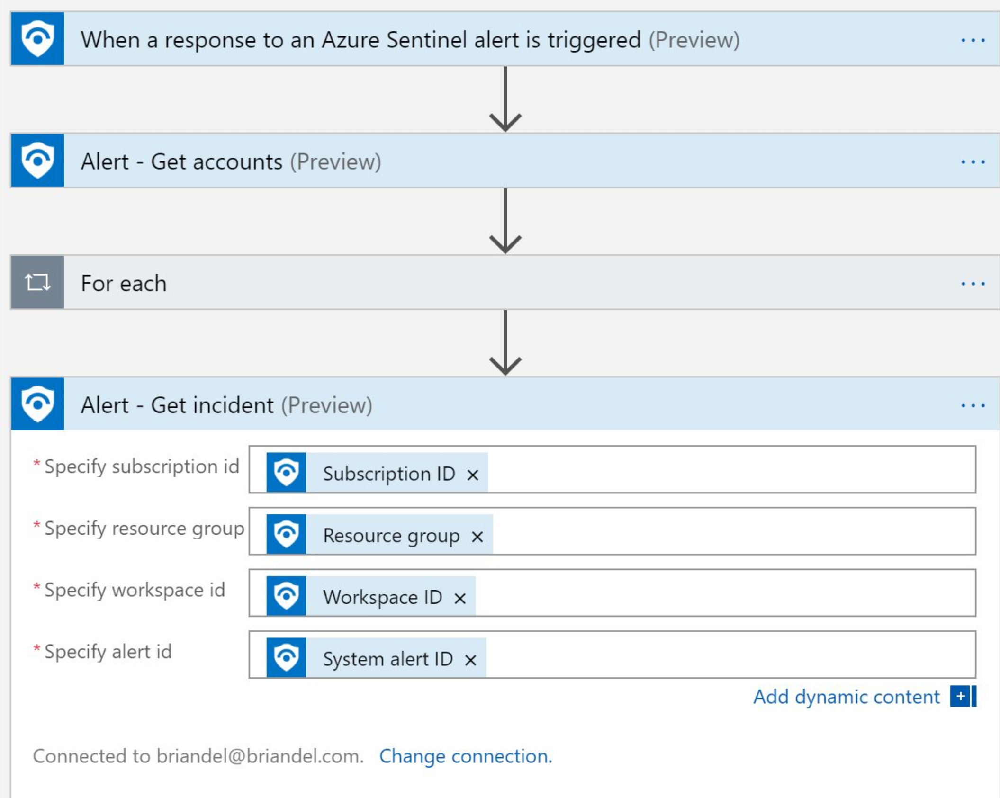 When a response to an Azure Sentinel alert is triggered (Preview)
Alert - Get accounts (Preview)
For each
Alert - Get incident (Preview)
* Specify subscription id Subscription ID ×
* Specify resource group Resource group ×
* Specify workspace id Workspace ID ×
* Specify alert id System alert ID ×
Add dynamic content +
Connected to briandel@briandel.com. Change connection.